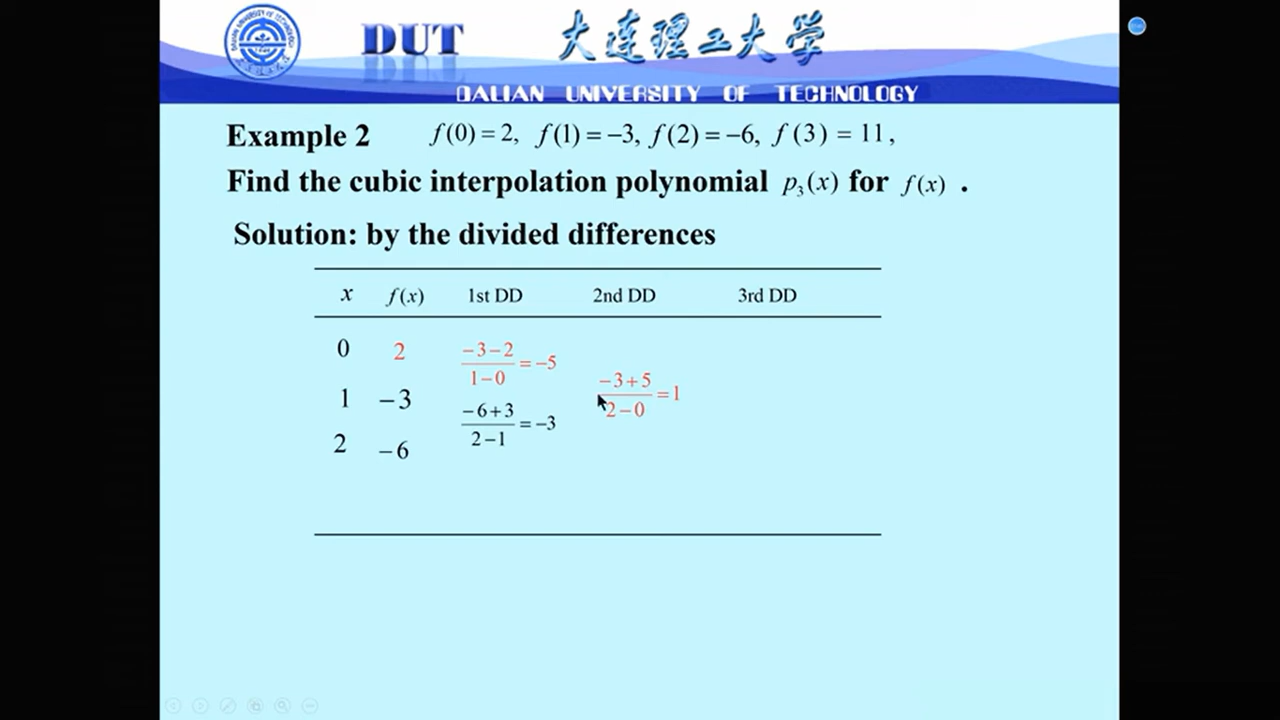 DUT 大连理工大学
DALIAN UNIVERSITY OF TECHNOLOGY
Example 2 f(0) = 2, f(1) = −3, f(2) = −6, f(3) = 11,
Find the cubic interpolation polynomial p₃(x) for f(x) .
Solution: by the divided differences
x f(x) 1st DD 2nd DD 3rd DD
0 2 (−3−2)/(1−0) = −5
(−3+5)/(2−0) = 1
1 −3
(−6+3)/(2−1) = −3
2 −6